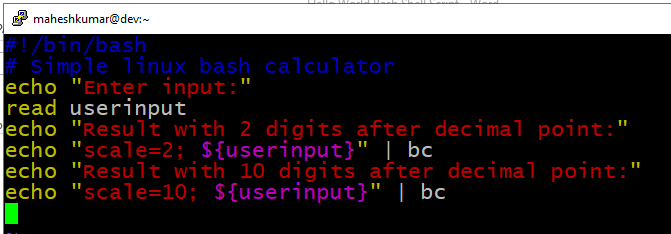 Hello World Bash Shell Script - Word
maheshkumar@dev:~
#!/bin/bash
# Simple linux bash calculator
echo "Enter input:"
read userinput
echo "Result with 2 digits after decimal point:"
echo "scale=2; ${userinput}" | bc
echo "Result with 10 digits after decimal point:"
echo "scale=10; ${userinput}" | bc